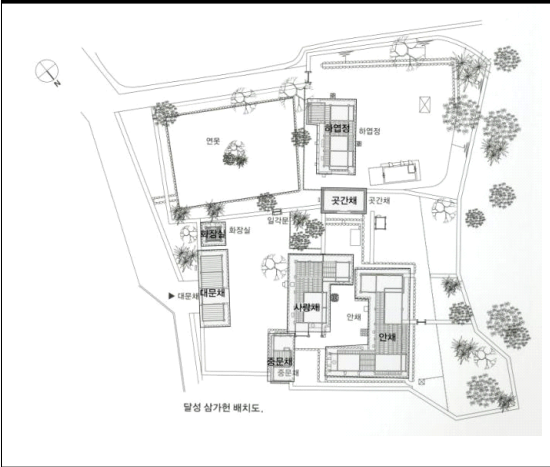 N
하엽정 하엽정
연못
곳간채 곳간채
일각문
화장실 화장실
▶ 대문채 대문채
사랑채
안채
안채
중문채
중문채
달성 삼가헌 배치도.